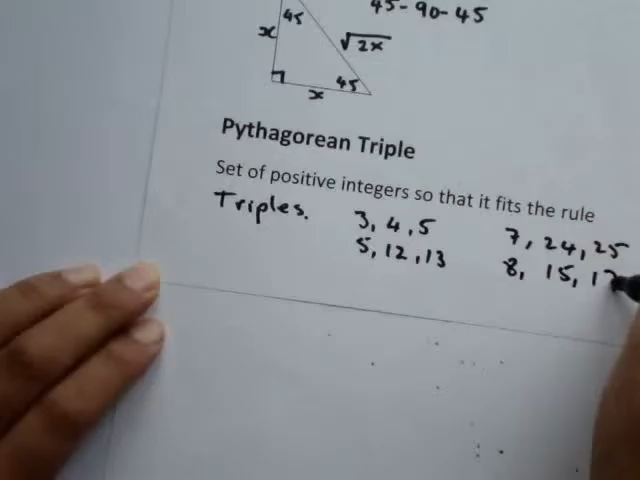 45-90-45
45
x
√2x
45
x
Pythagorean Triple
Set of positive integers so that it fits the rule
Triples.
3, 4, 5
7, 24, 25
5, 12, 13
8, 15,